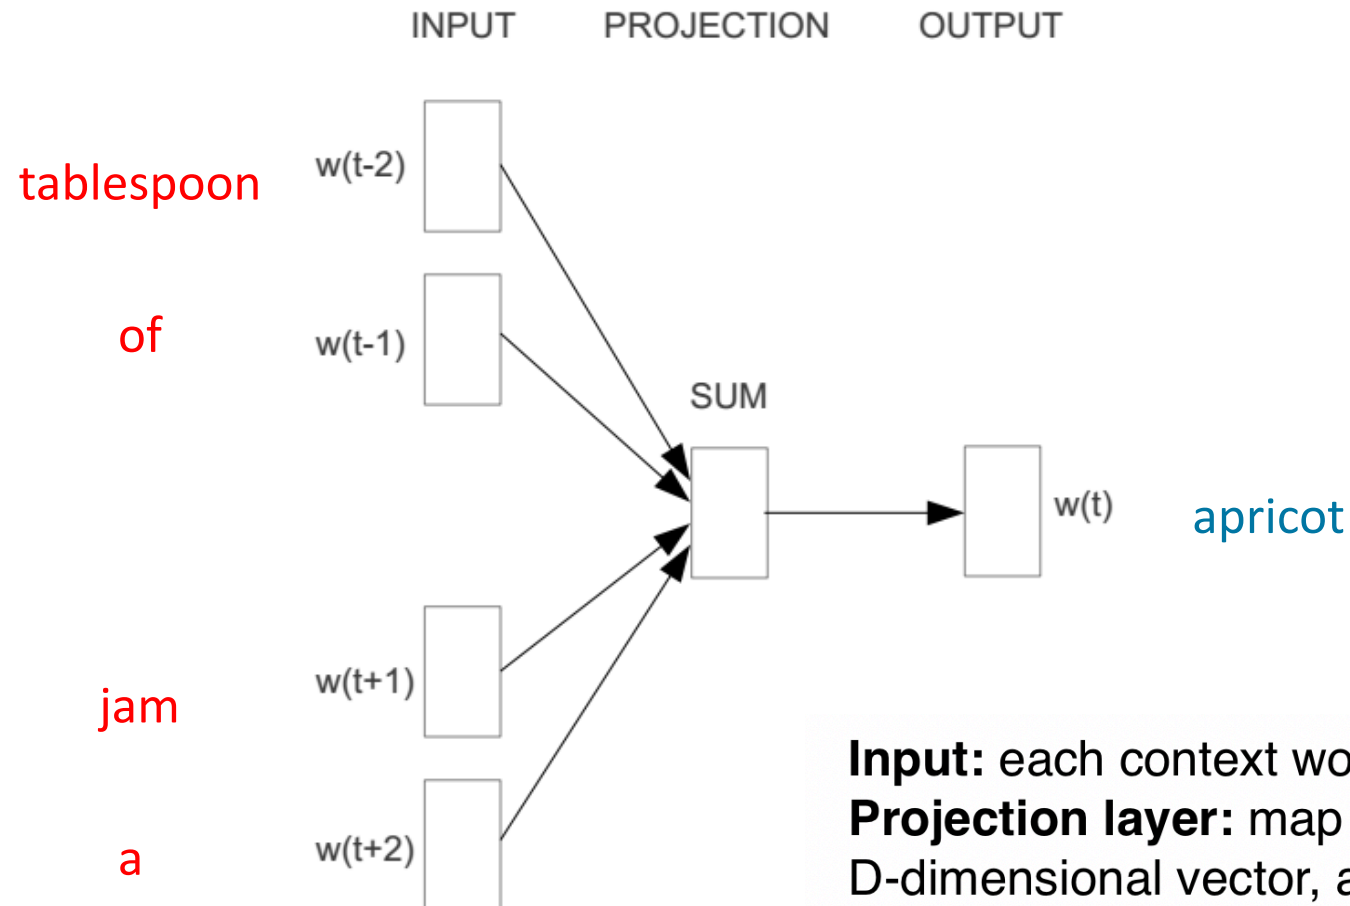 INPUT PROJECTION OUTPUT
tablespoon w(t-2)
of w(t-1)
SUM
w(t) apricot
jam w(t+1)
a w(t+2)
Input: each context wo
Projection layer: map
D-dimensional vector, a